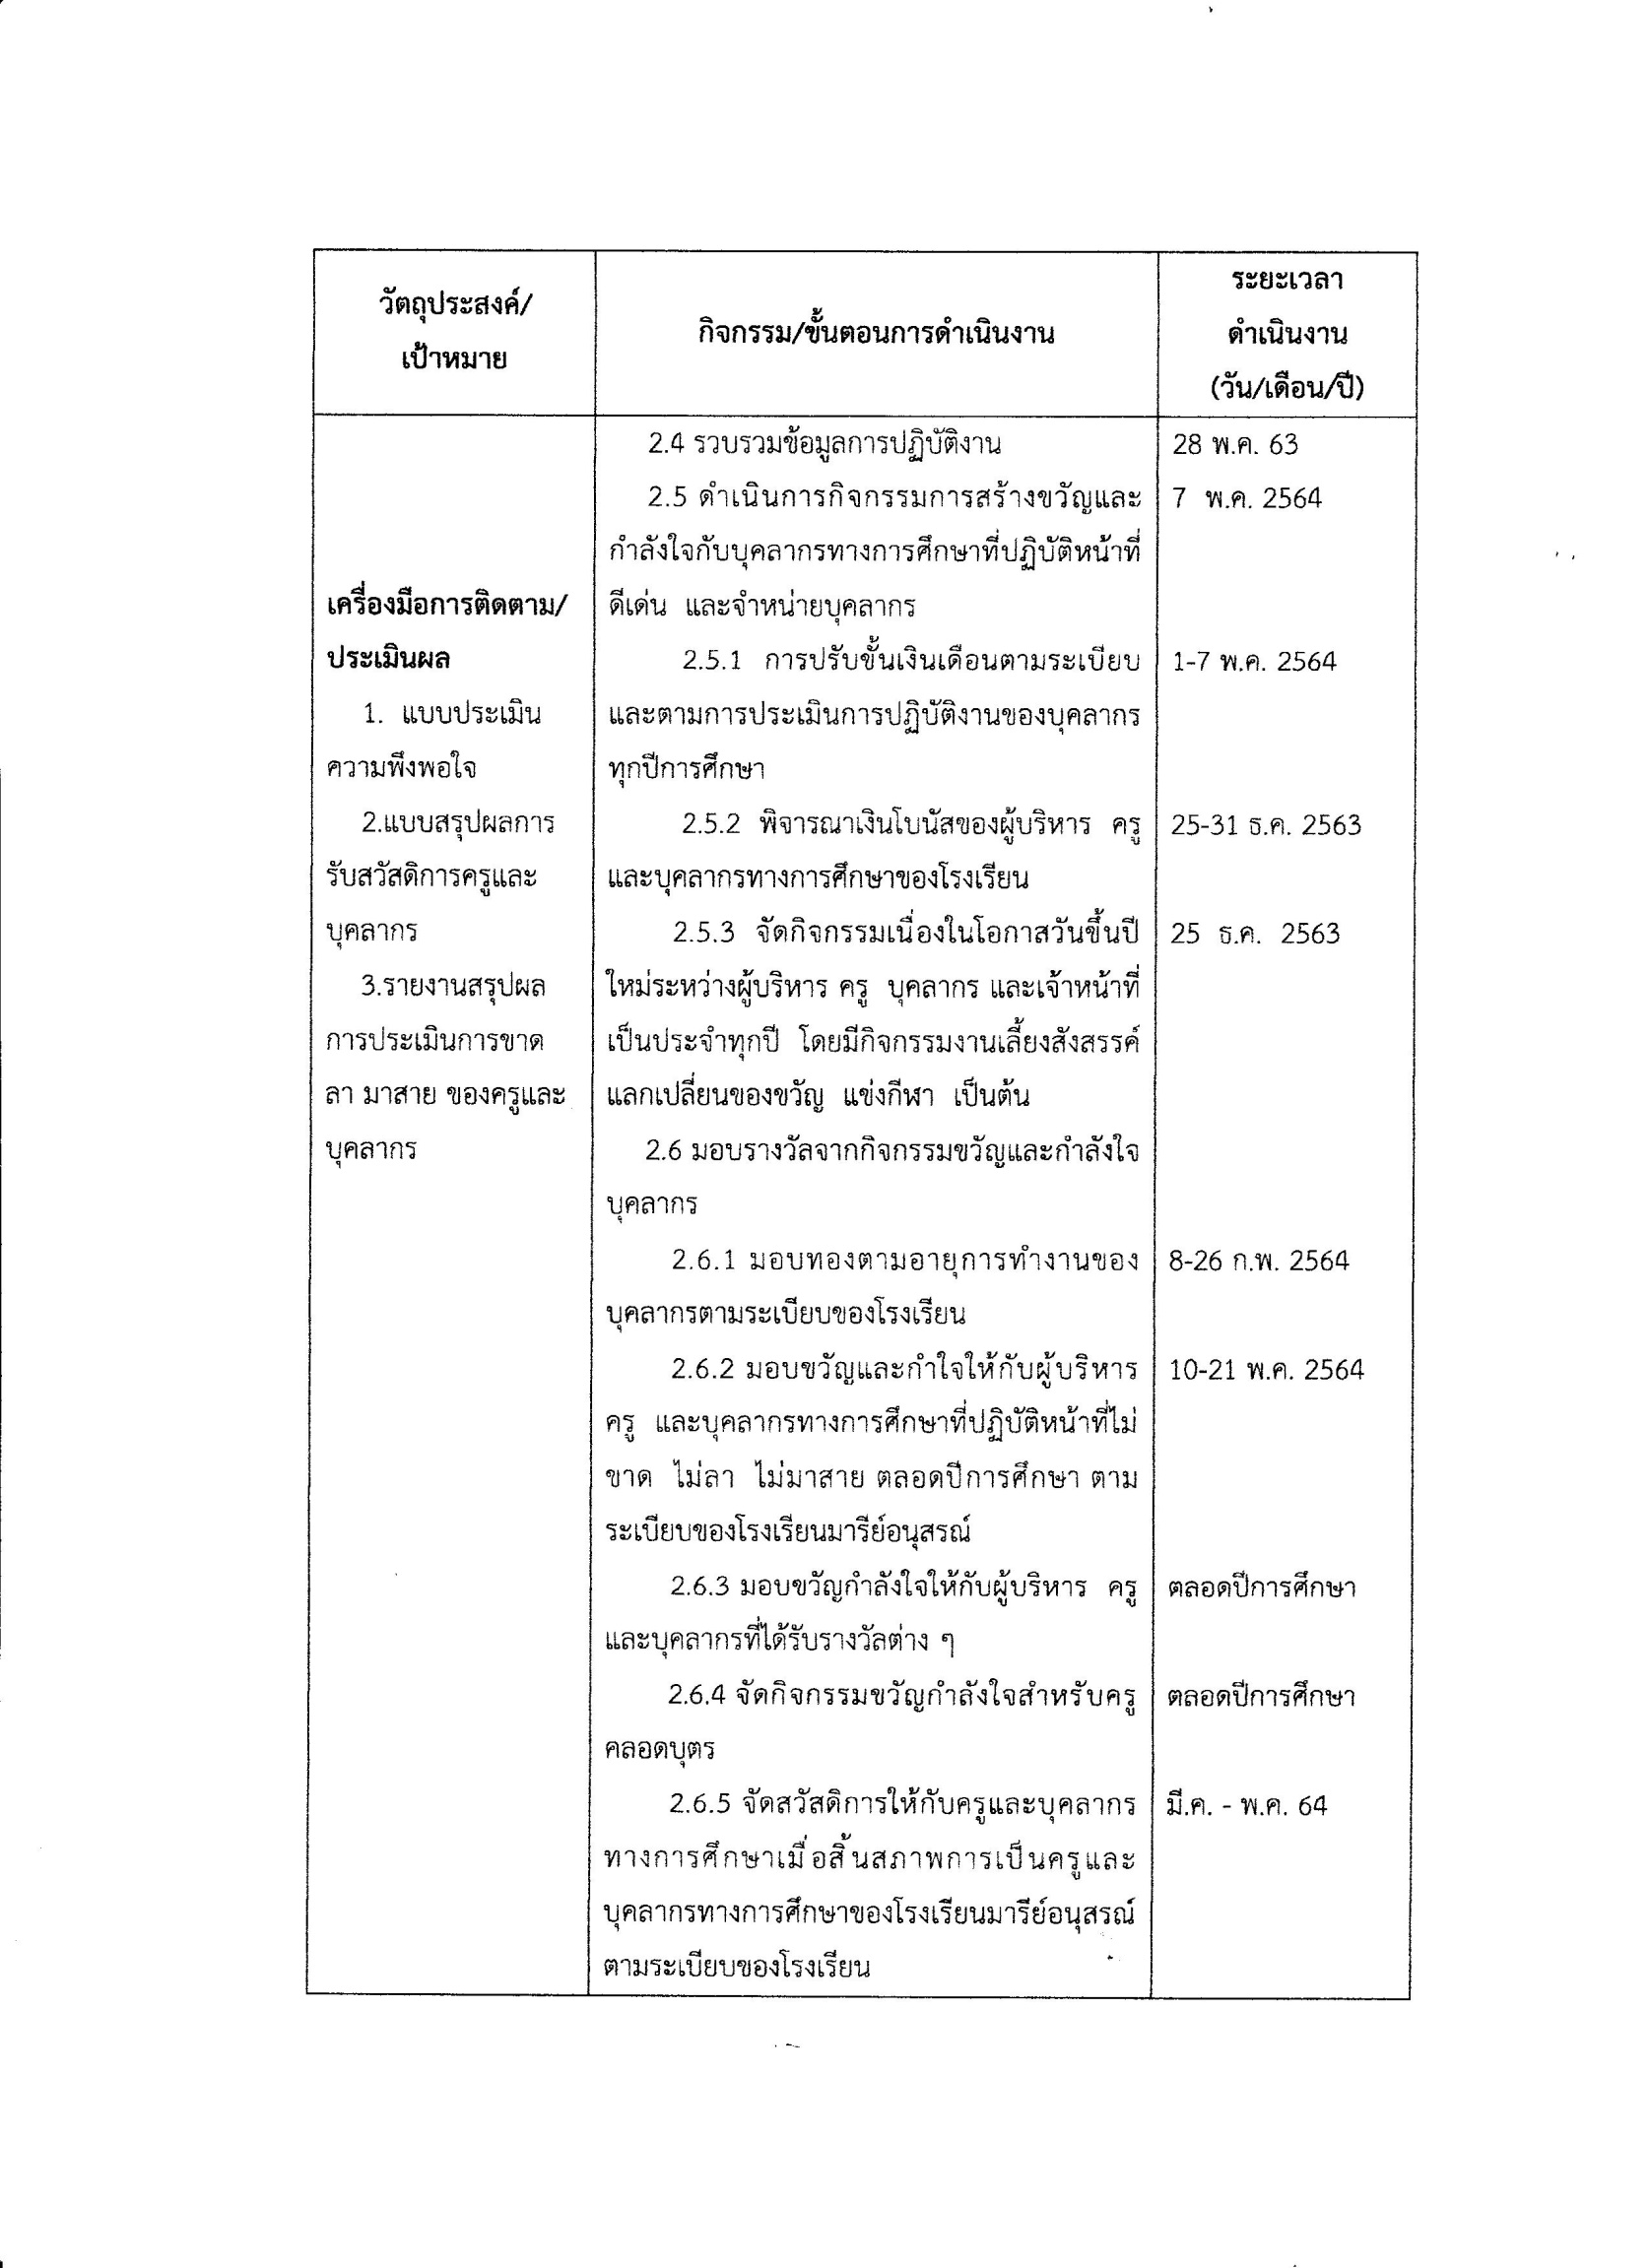 วัตถุประสงค์/
เป้าหมาย
กิจกรรม/ขั้นตอนการดำเนินงาน
ระยะเวลา
ดำเนินงาน
(วัน/เดือน/ปี)
เครื่องมือการติดตาม/
ประเมินผล
1. แบบประเมิน
ความพึงพอใจ
2.แบบสรุปผลการ
รับสวัสดิการครูและ
บุคลากร
3.รายงานสรุปผล
การประเมินการขาด
ลา มาสาย ของครูและ
บุคลากร
2.4 รวบรวมข้อมูลการปฏิบัติงาน
28 พ.ค. 63
2.5 ดำเนินการกิจกรรมการสร้างขวัญและ
7 พ.ค. 2564
กำลังใจกับบุคลากรทางการศึกษาที่ปฏิบัติหน้าที่
ดีเด่น และจำหน่ายบุคลากร
2.5.1 การปรับขั้นเงินเดือนตามระเบียบ
1-7 พ.ค. 2564
และตามการประเมินการปฏิบัติงานของบุคลากร
ทุกปีการศึกษา
2.5.2 พิจารณาเงินโบนัสของผู้บริหาร ครู
25-31 ธ.ค. 2563
และบุคลากรทางการศึกษาของโรงเรียน
2.5.3 จัดกิจกรรมเนื่องในโอกาสวันขึ้นปี
25 ธ.ค. 2563
ใหม่ระหว่างผู้บริหาร ครู บุคลากร และเจ้าหน้าที่
เป็นประจำทุกปี โดยมีกิจกรรมงานเลี้ยงสังสรรค์
แลกเปลี่ยนของขวัญ แข่งกีฬา เป็นต้น
2.6 มอบรางวัลจากกิจกรรมขวัญและกำลังใจ
บุคลากร
2.6.1 มอบทองตามอายุการทำงานของ
8-26 ก.พ. 2564
บุคลากรตามระเบียบของโรงเรียน
2.6.2 มอบขวัญและกำใจให้กับผู้บริหาร
10-21 พ.ค. 2564
ครู และบุคลากรทางการศึกษาที่ปฏิบัติหน้าที่ไม่
ขาด ไม่ลา ไม่มาสาย ตลอดปีการศึกษา ตาม
ระเบียบของโรงเรียนมารีย์อนุสรณ์
2.6.3 มอบขวัญกำลังใจให้กับผู้บริหาร ครู
ตลอดปีการศึกษา
และบุคลากรที่ได้รับรางวัลต่าง ๆ
2.6.4 จัดกิจกรรมขวัญกำลังใจสำหรับครู
ตลอดปีการศึกษา
คลอดบุตร
2.6.5 จัดสวัสดิการให้กับครูและบุคลากร
มี.ค. - พ.ค. 64
ทางการศึกษาเมื่อสิ้นสภาพการเป็นครูและ
บุคลากรทางการศึกษาของโรงเรียนมารีย์อนุสรณ์
ตามระเบียบของโรงเรียน